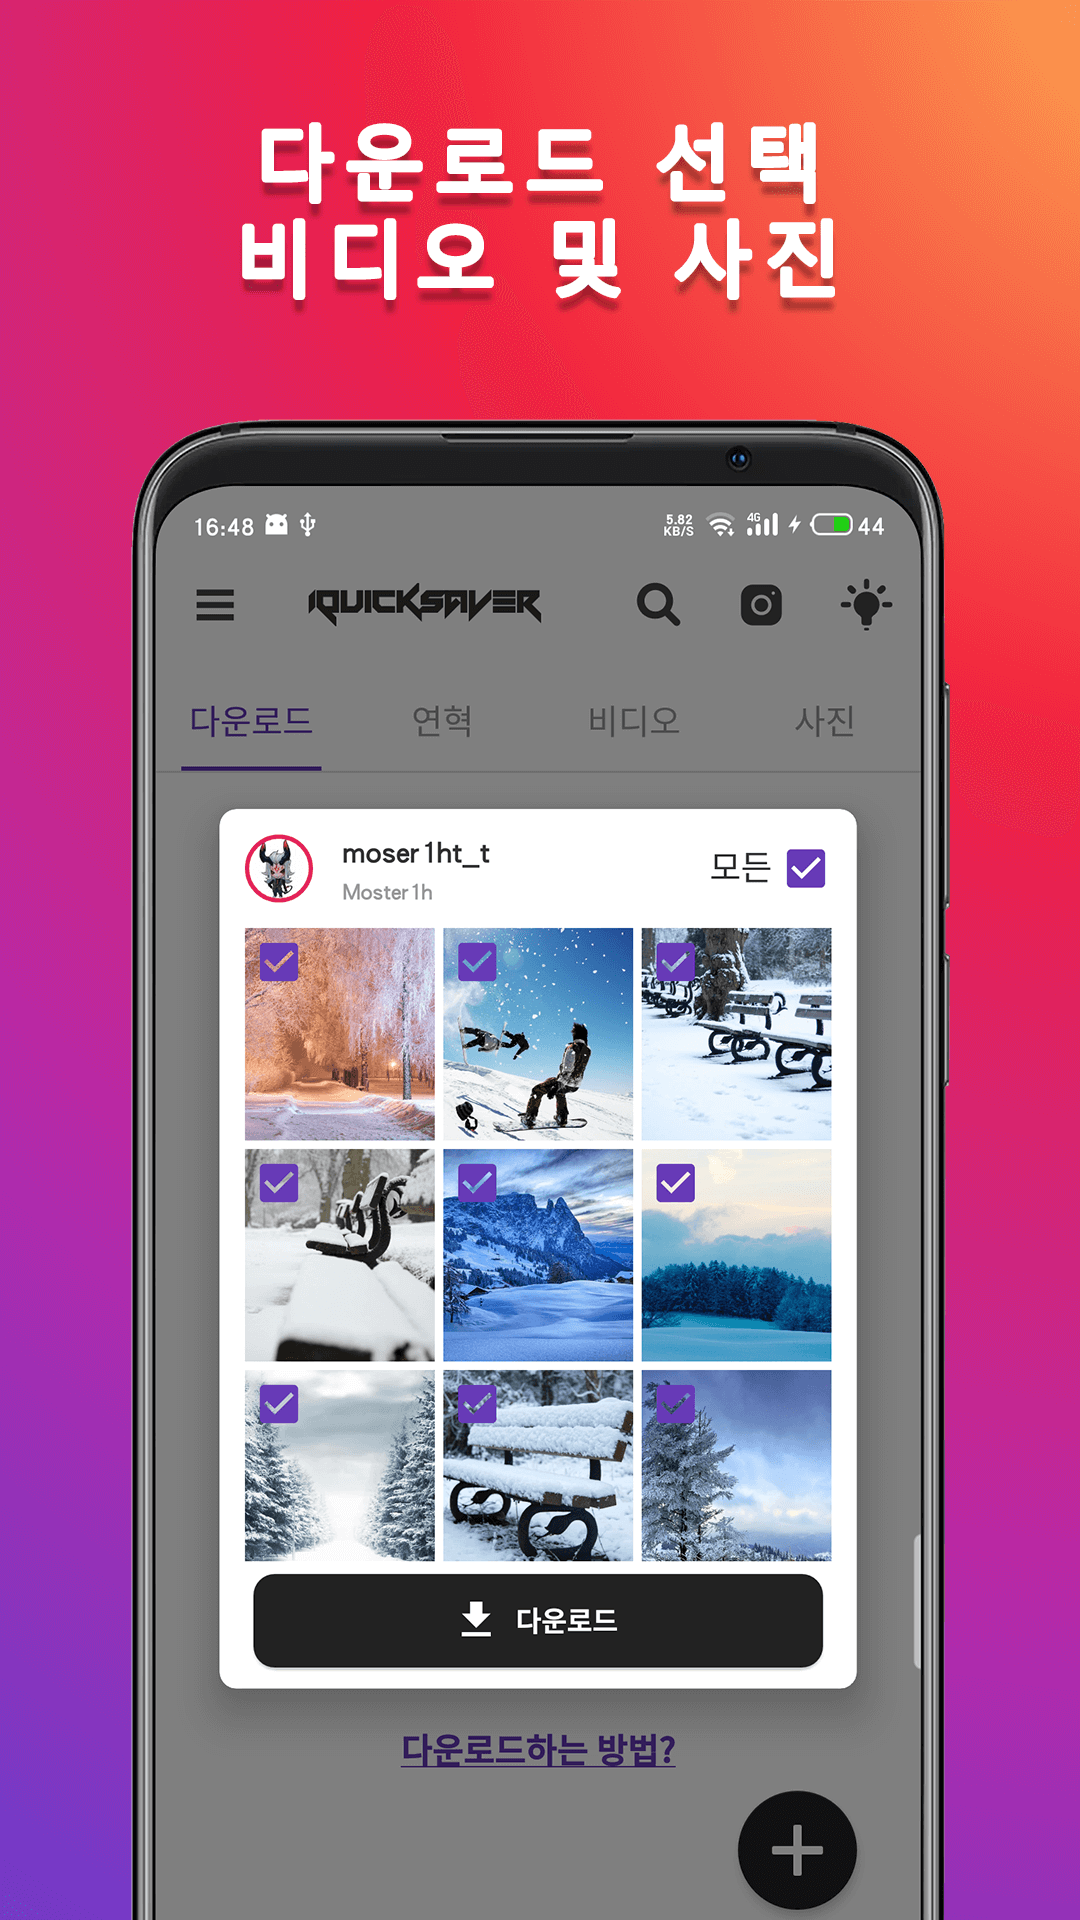 다운로드 선택
비디오 및 사진
16:48
5.82
KB/S
4G
44
IQUICKSAVER
다운로드 연혁 비디오 사진
moser1ht_t
Moster1h
모든
다운로드
다운로드하는 방법?